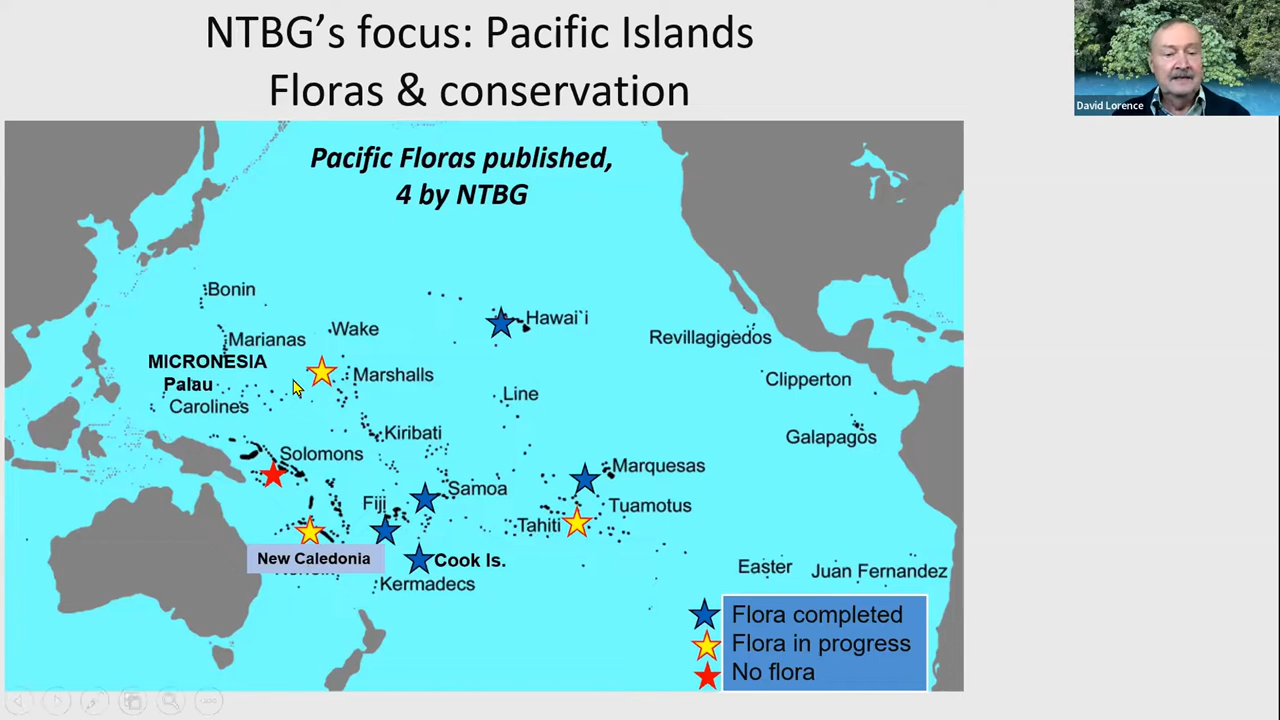 NTBG's focus: Pacific Islands
Floras & conservation
David Lorence
Pacific Floras published,
4 by NTBG
Bonin
Hawai`i
Marianas
Wake
Revillagigedos
MICRONESIA
Palau
Marshalls
Clipperton
Carolines
Line
Kiribati
Galapagos
Solomons
Marquesas
Samoa
Fiji
Tuamotus
Tahiti
New Caledonia
Cook Is.
Easter
Juan Fernandez
Kermadecs
Flora completed
Flora in progress
No flora